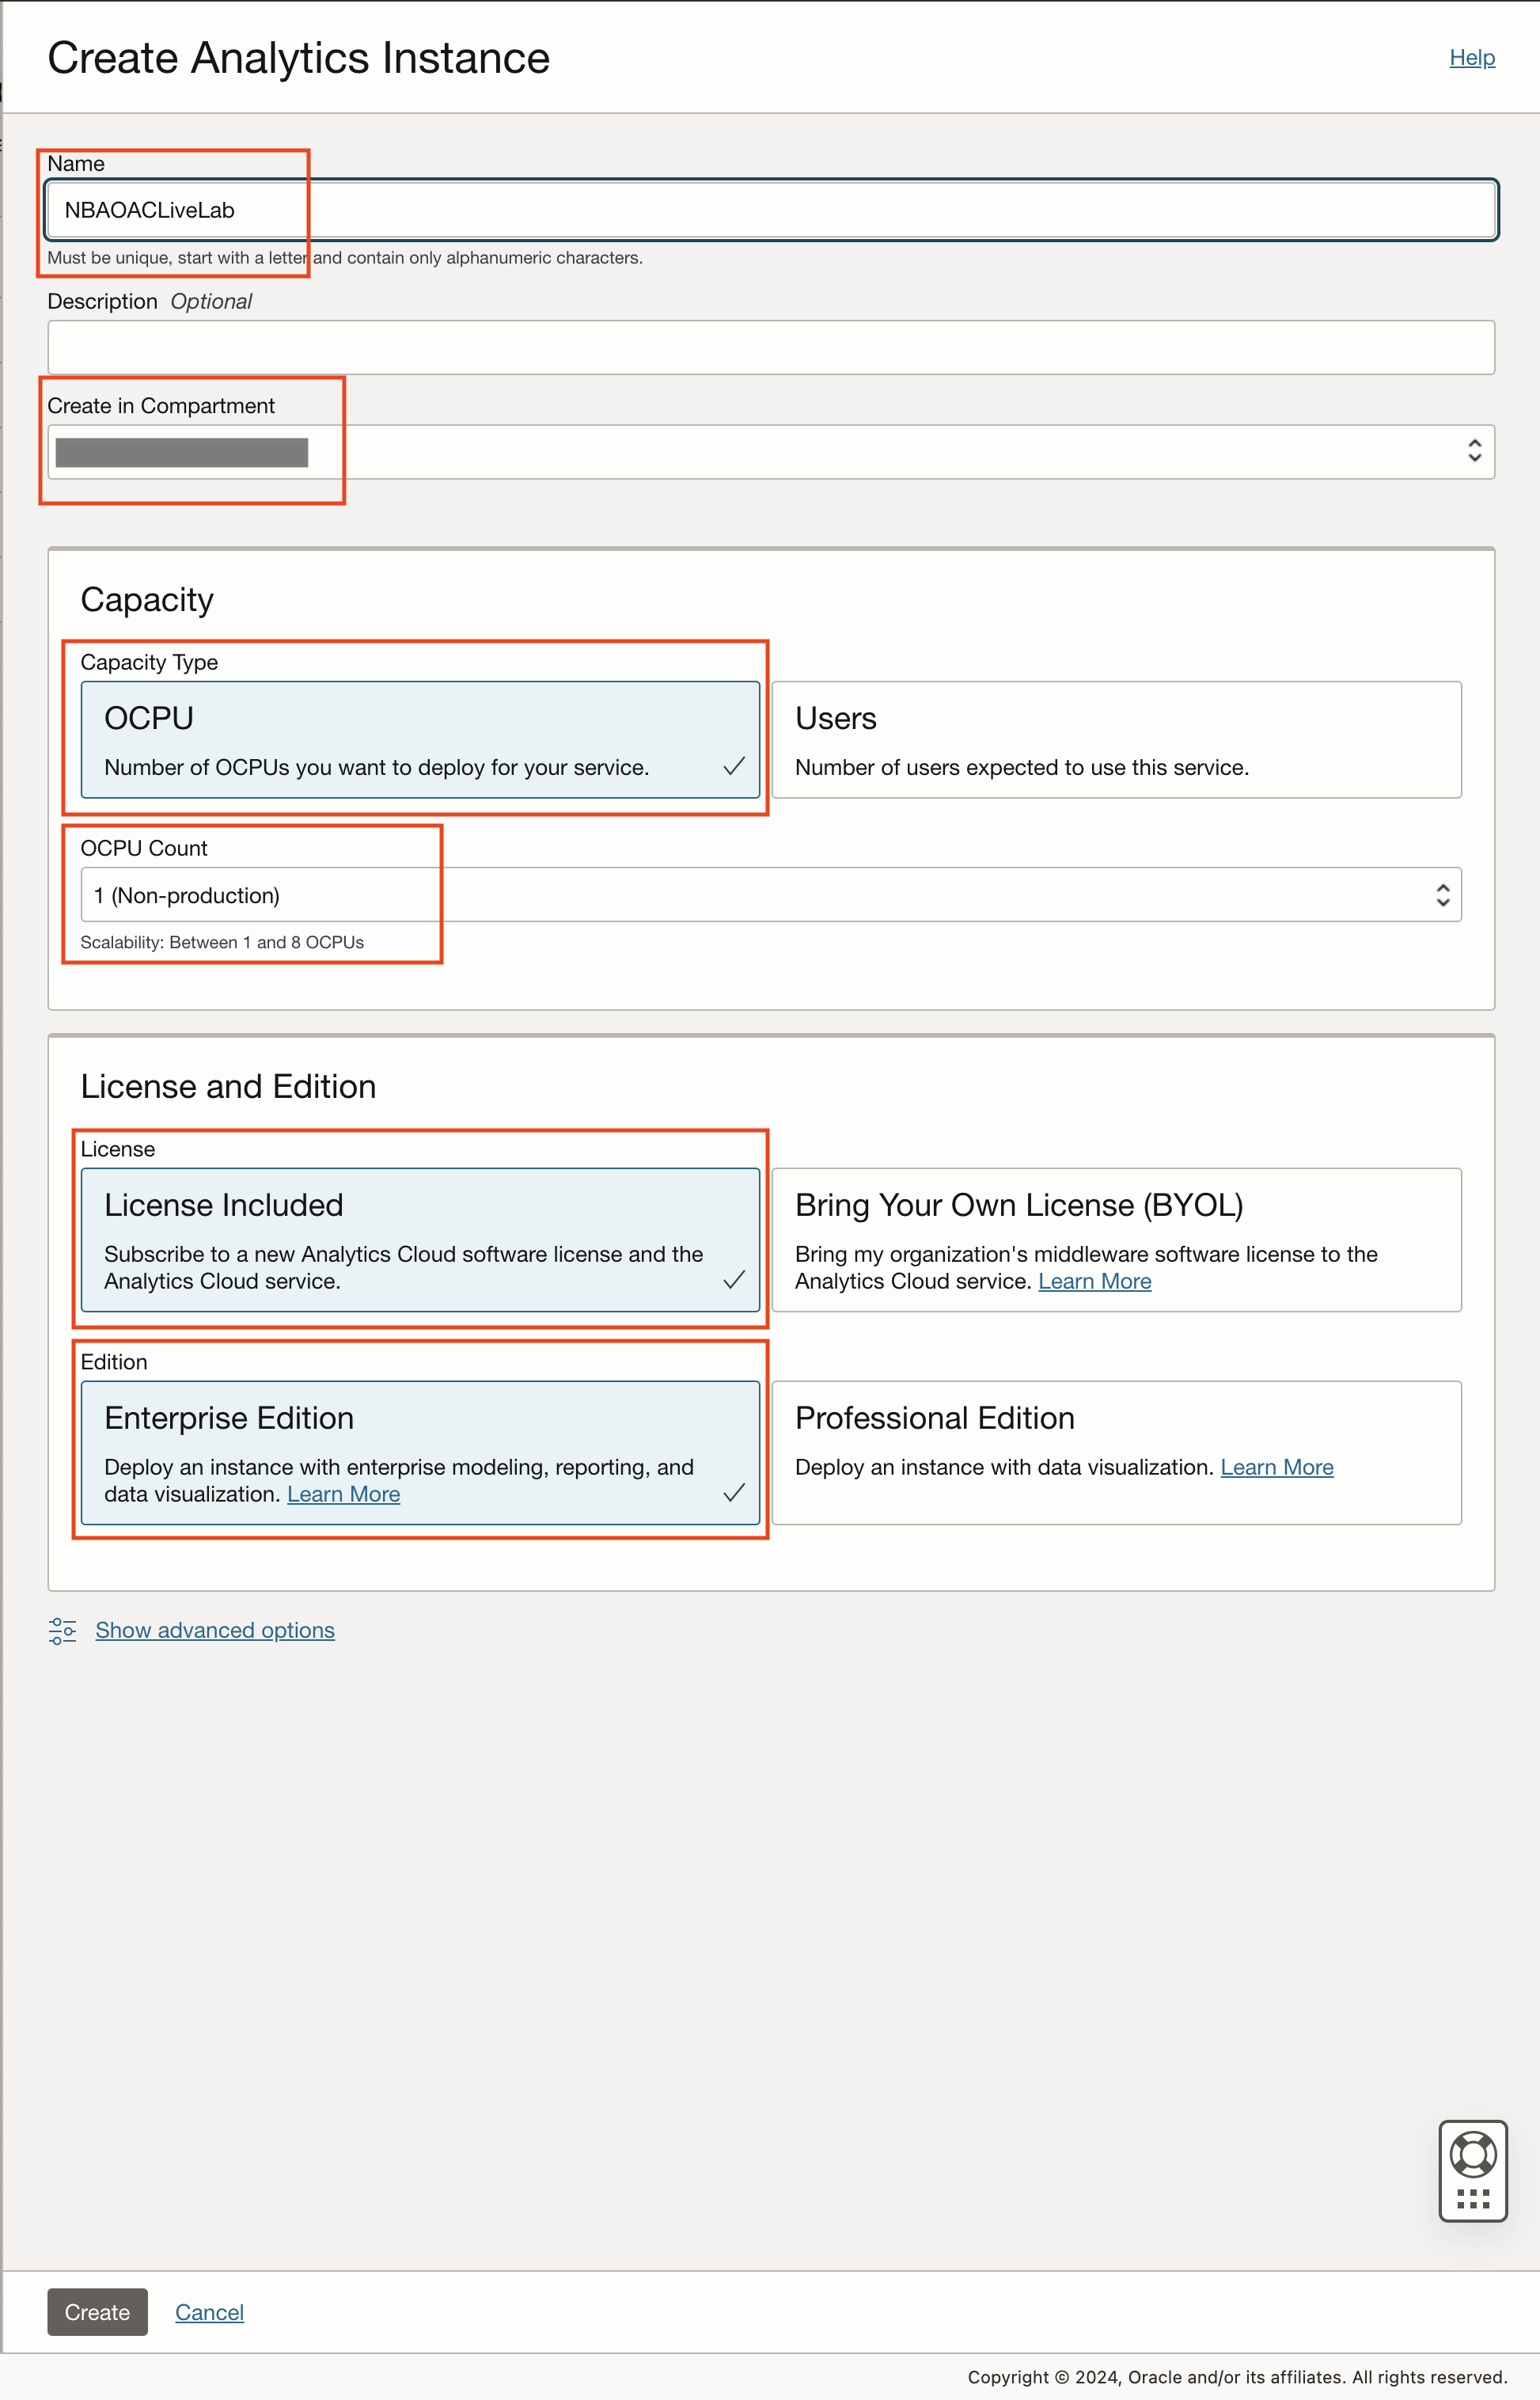 Create Analytics Instance
Help
Name
NBAOACLiveLab
Must be unique, start with a letter and contain only alphanumeric characters.
Description Optional
Create in Compartment
Capacity
Capacity Type
OCPU
Number of OCPUs you want to deploy for your service.
Users
Number of users expected to use this service.
OCPU Count
1 (Non-production)
Scalability: Between 1 and 8 OCPUs
License and Edition
License
License Included
Subscribe to a new Analytics Cloud software license and the
Analytics Cloud service.
Bring Your Own License (BYOL)
Bring my organization's middleware software license to the
Analytics Cloud service. Learn More
Edition
Enterprise Edition
Deploy an instance with enterprise modeling, reporting, and
data visualization. Learn More
Professional Edition
Deploy an instance with data visualization. Learn More
Show advanced options
Create
Cancel
Copyright © 2024, Oracle and/or its affiliates. All rights reserved.